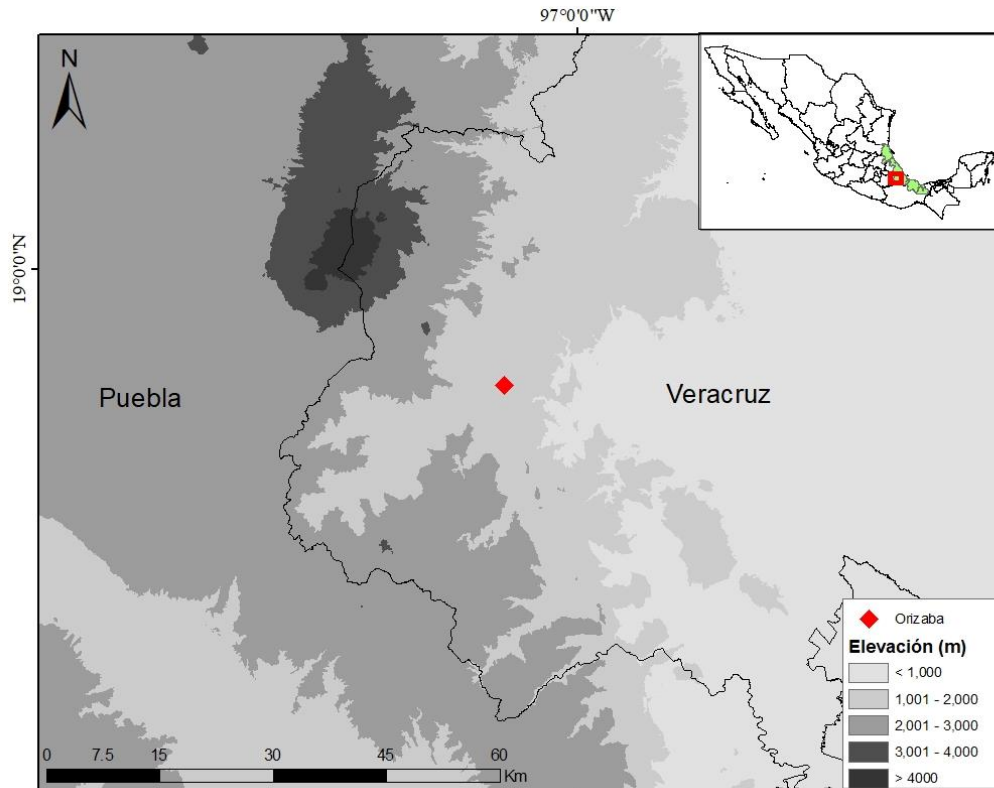 97°0'0"W
N
19°0'0"N
Puebla
Veracruz
Orizaba
Elevación (m)
< 1,000
1,001 - 2,000
2,001 - 3,000
3,001 - 4,000
> 4000
0 7.5 15 30 45 60
Km